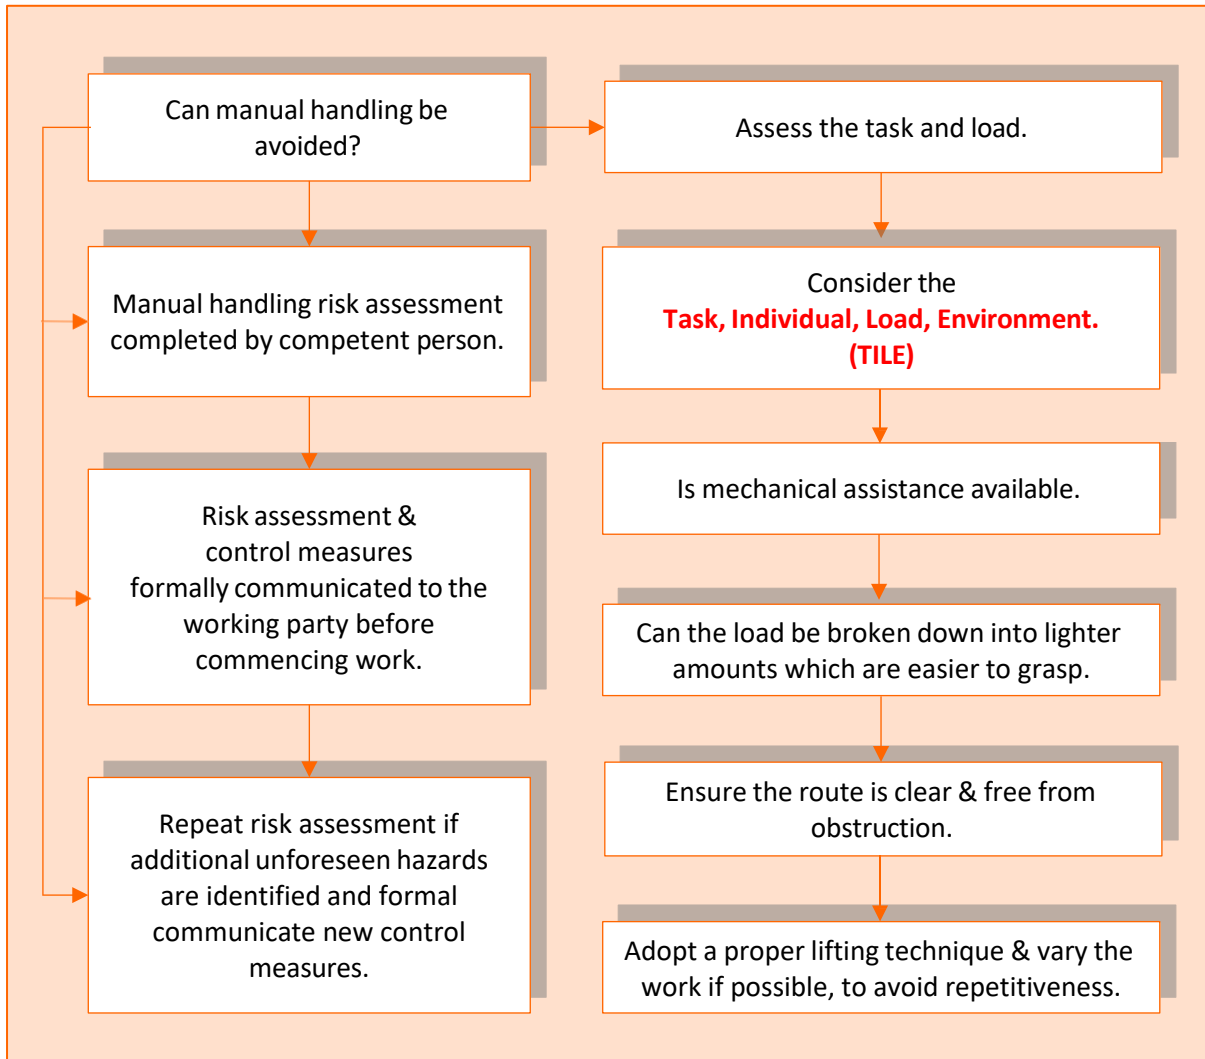 Can manual handling be
avoided?
Manual handling risk assessment
completed by competent person.
Risk assessment &
control measures
formally communicated to the
working party before
commencing work.
Repeat risk assessment if
additional unforeseen hazards
are identified and formal
communicate new control
measures.
Assess the task and load.
Consider the
Task, Individual, Load, Environment.
(TILE)
Is mechanical assistance available.
Can the load be broken down into lighter
amounts which are easier to grasp.
Ensure the route is clear & free from
obstruction.
Adopt a proper lifting technique & vary the
work if possible, to avoid repetitiveness.